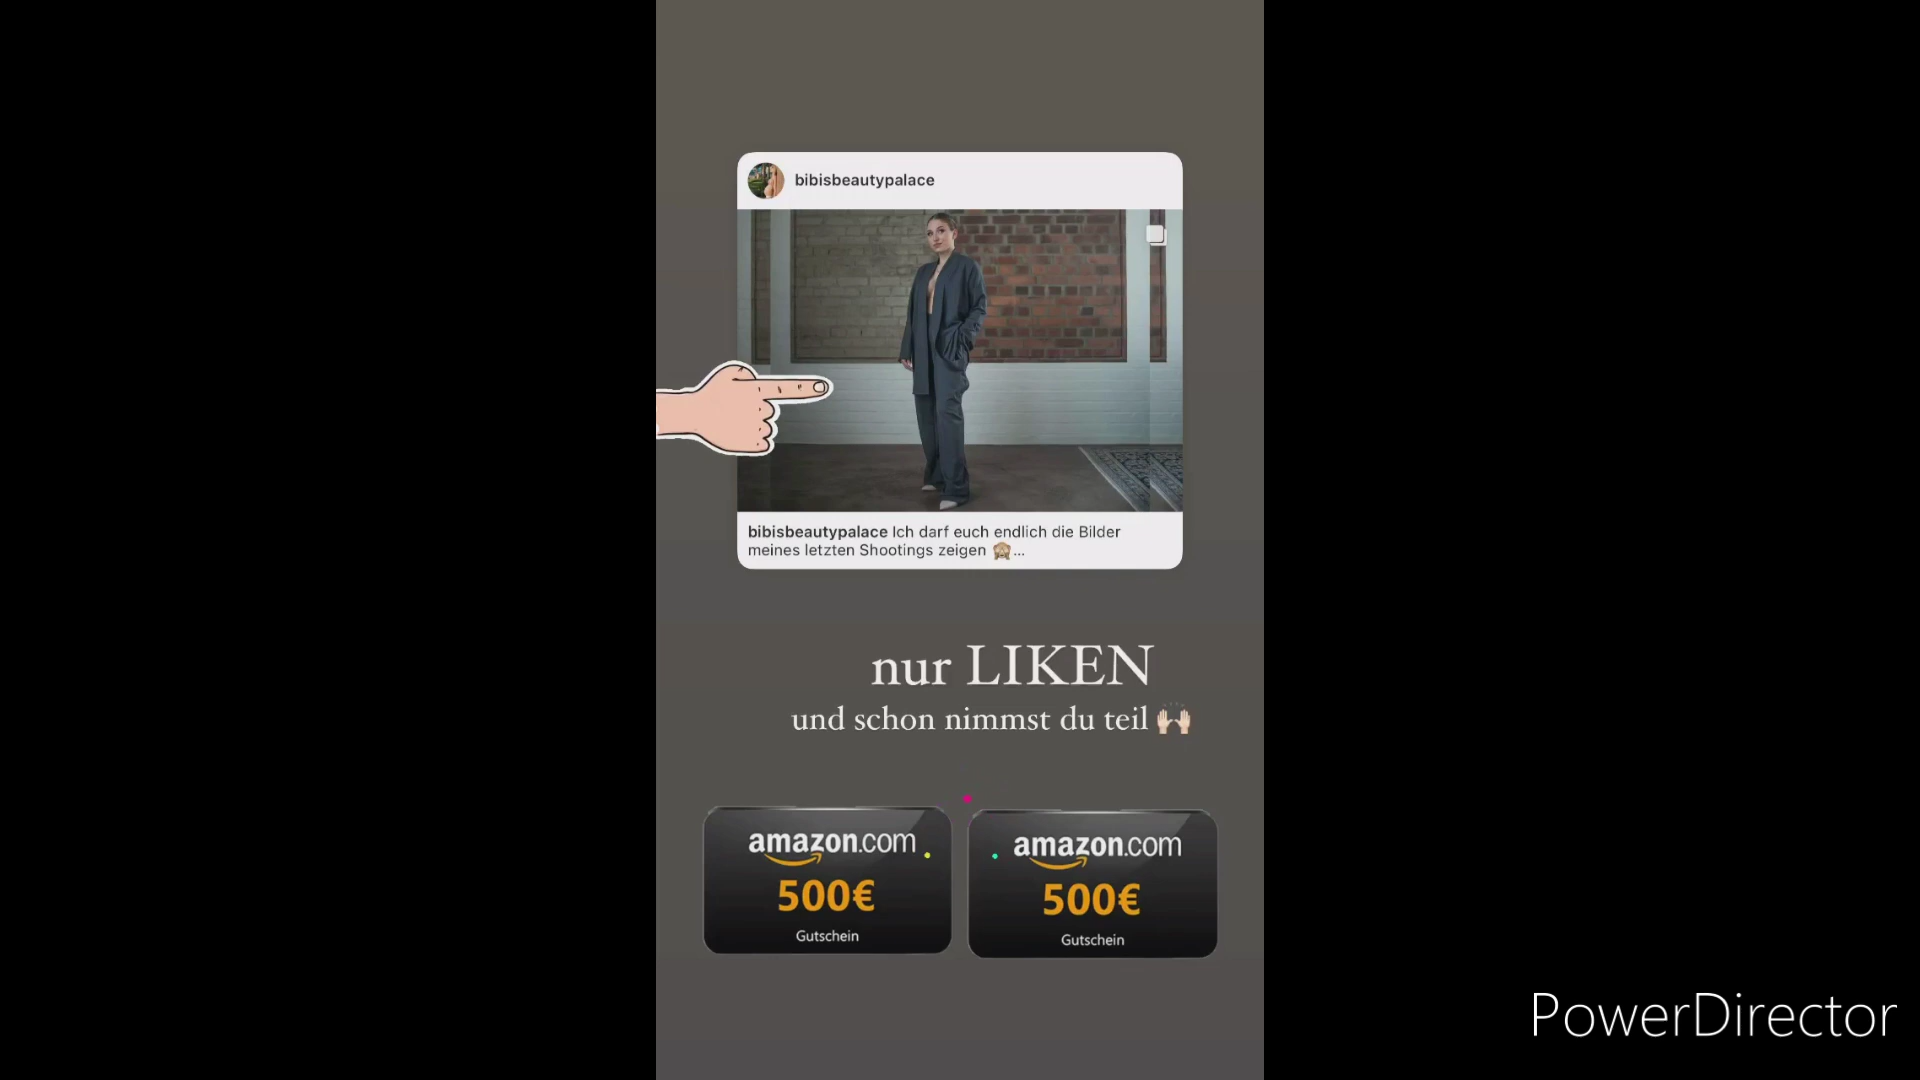 bibisbeautypalace
bibisbeautypalace Ich darf euch endlich die Bilder
meines letzten Shootings zeigen 🙈...
nur LIKEN
und schon nimmst du teil 🙌🏻
amazon.com
500€
Gutschein
amazon.com
500€
Gutschein
PowerDirector